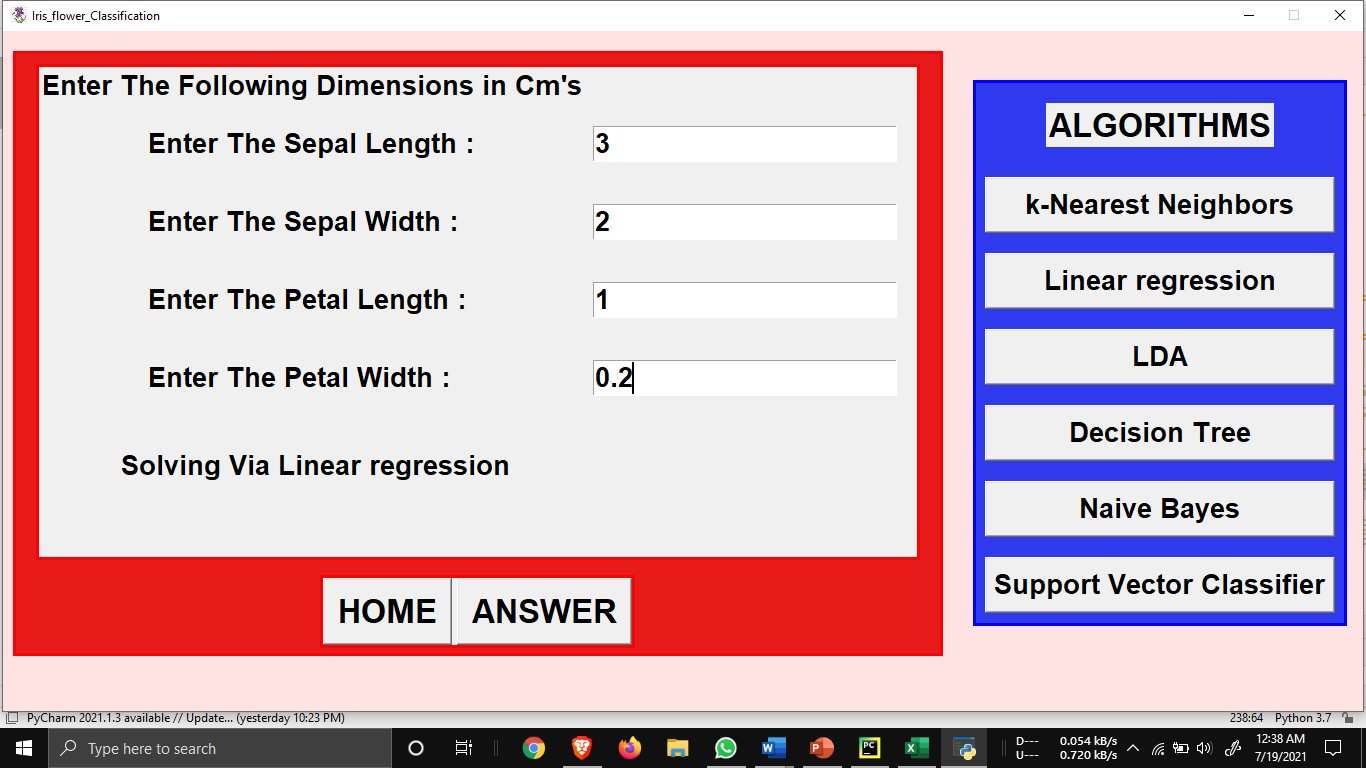 Iris_flower_Classification
Enter The Following Dimensions in Cm's
Enter The Sepal Length : 3
Enter The Sepal Width : 2
Enter The Petal Length : 1
Enter The Petal Width : 0.2
Solving Via Linear regression
HOME ANSWER
ALGORITHMS
k-Nearest Neighbors
Linear regression
LDA
Decision Tree
Naive Bayes
Support Vector Classifier
PyCharm 2021.1.3 available // Update... (yesterday 10:23 PM) 238:64 Python 3.7
Type here to search
D--- 0.054 kB/s
U--- 0.720 kB/s
12:38 AM
7/19/2021